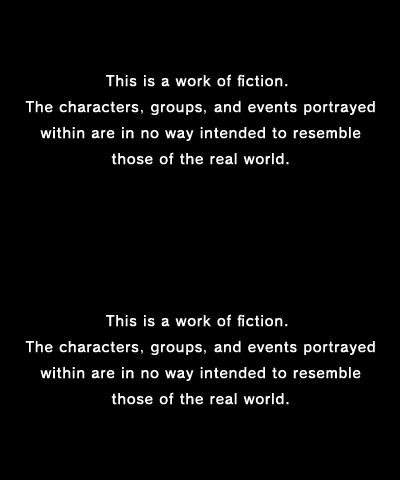 This is a work of fiction.
The characters, groups, and events portrayed
within are in no way intended to resemble
those of the real world.
This is a work of fiction.
The characters, groups, and events portrayed
within are in no way intended to resemble
those of the real world.